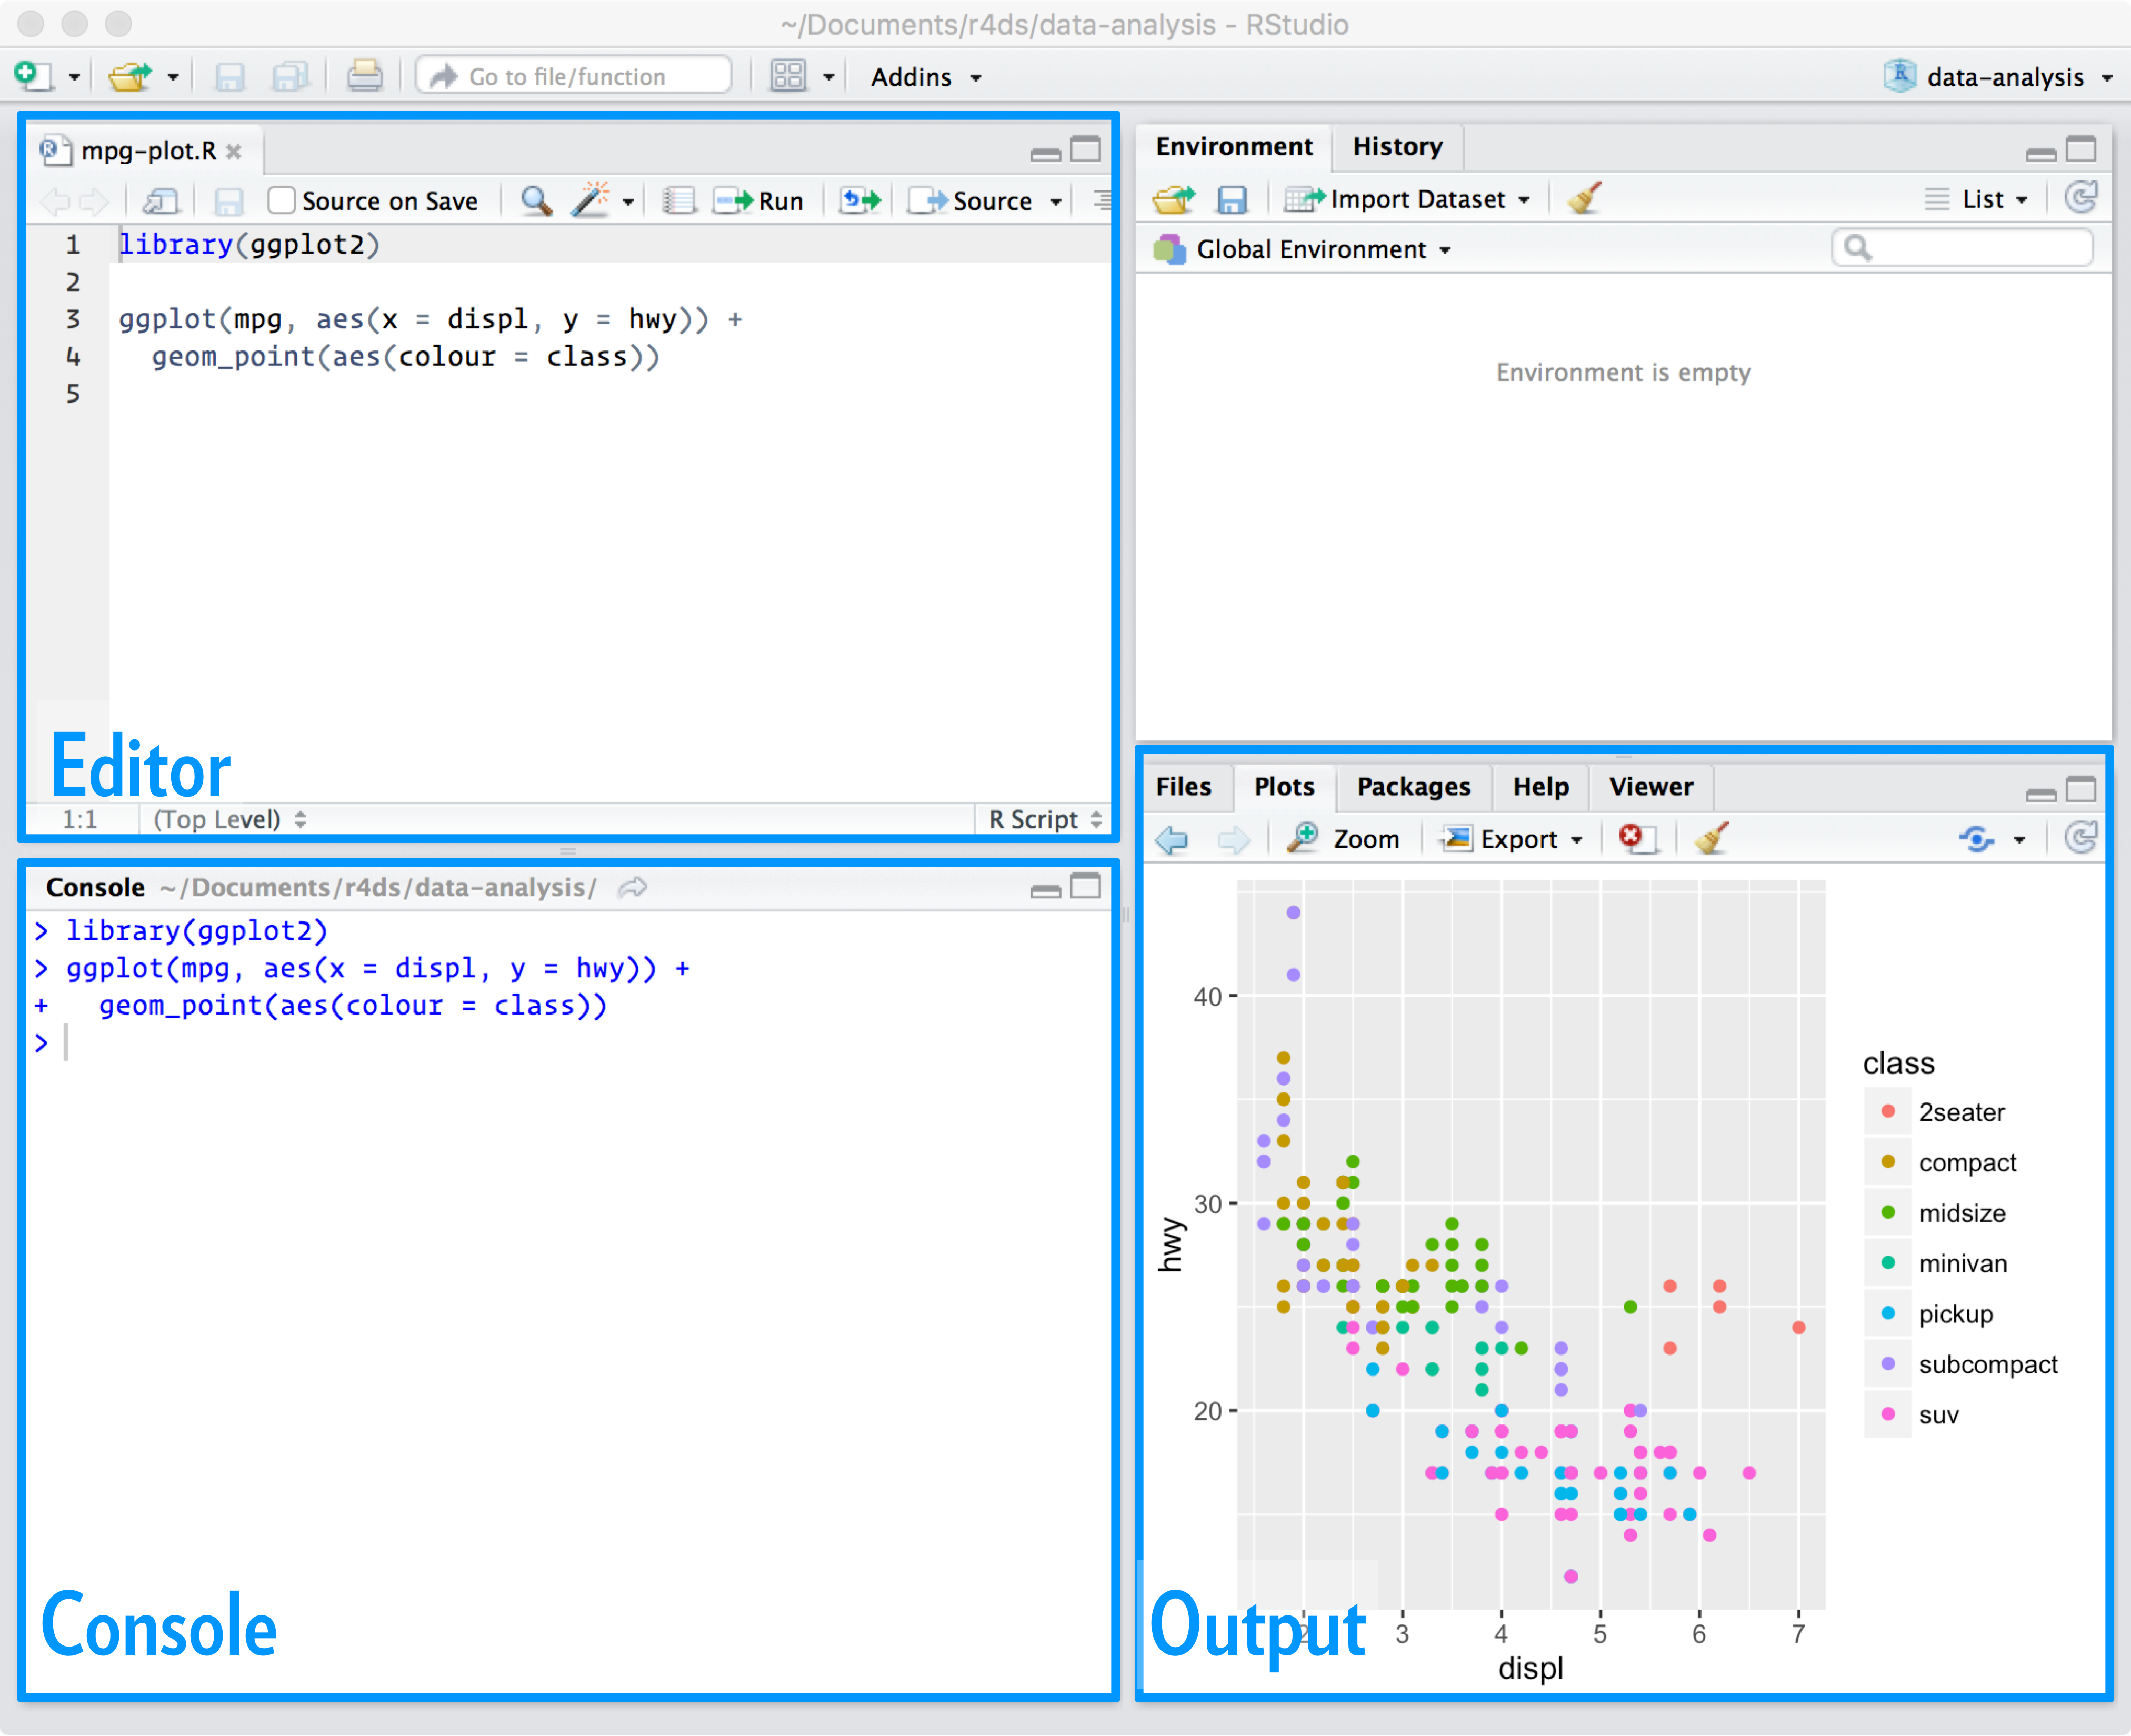 ~/Documents/r4ds/data-analysis - RStudio
Go to file/function
Addins
data-analysis
mpg-plot.R
Source on Save
Run
Source
1 library(ggplot2)
2
3 ggplot(mpg, aes(x = displ, y = hwy)) +
4   geom_point(aes(colour = class))
5
Editor
1:1
(Top Level)
R Script
Console ~/Documents/r4ds/data-analysis/
> library(ggplot2)
> ggplot(mpg, aes(x = displ, y = hwy)) +
+   geom_point(aes(colour = class))
>
Console
Environment
History
Import Dataset
List
Global Environment
Environment is empty
Files
Plots
Packages
Help
Viewer
Zoom
Export
40
30
20
hwy
2
3
4
5
6
7
displ
class
2seater
compact
midsize
minivan
pickup
subcompact
suv
Output